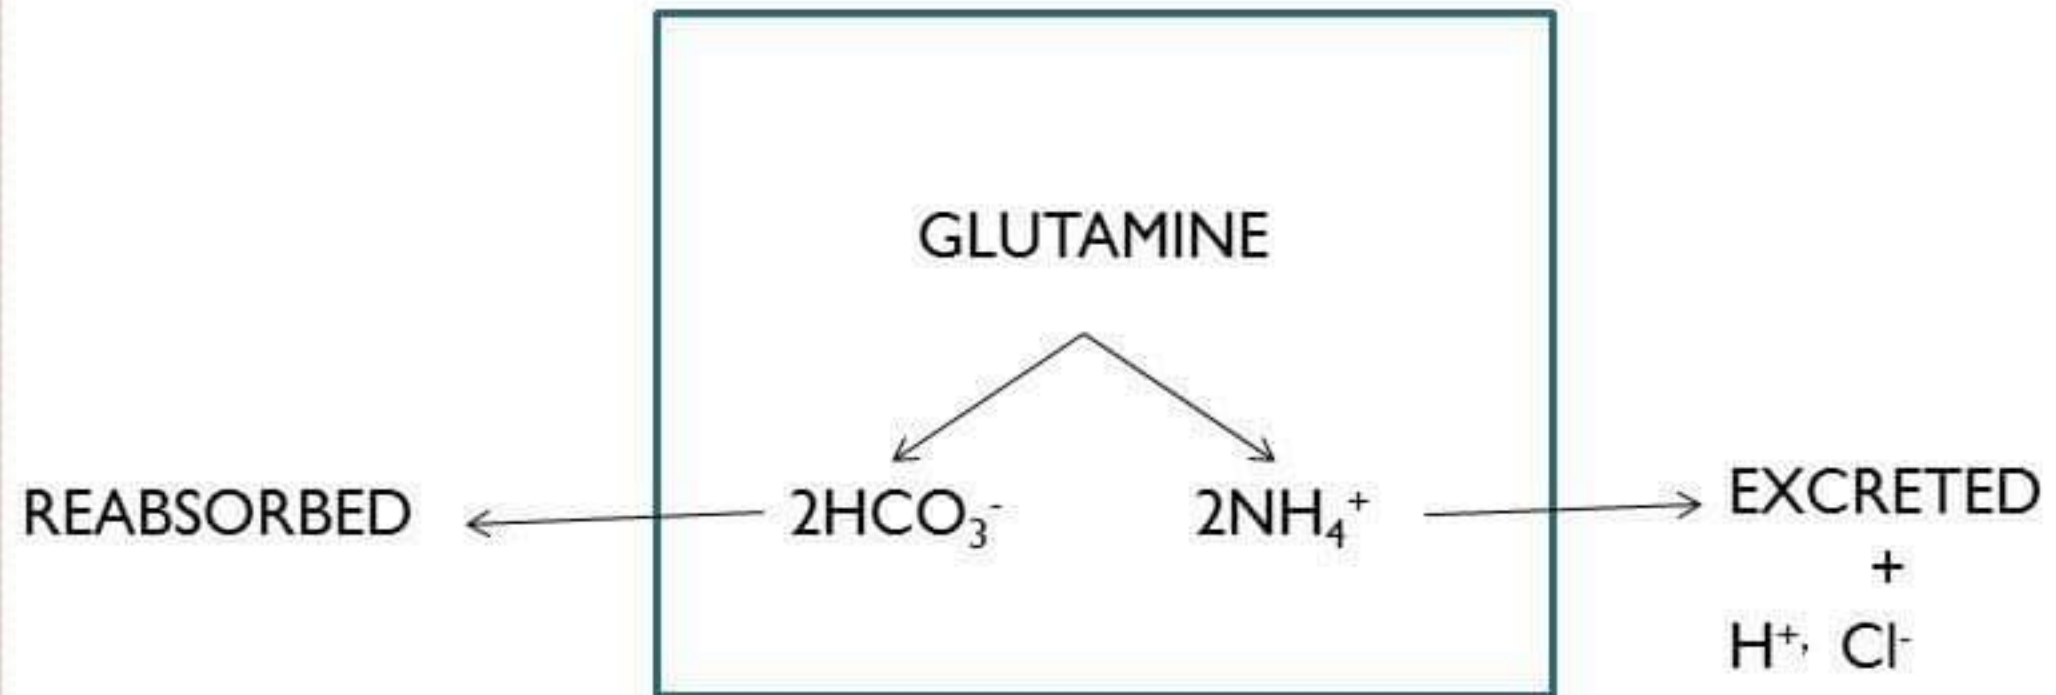 GLUTAMINE
REABSORBED
2HCO₃⁻
2NH₄⁺
EXCRETED
+
H⁺, Cl⁻